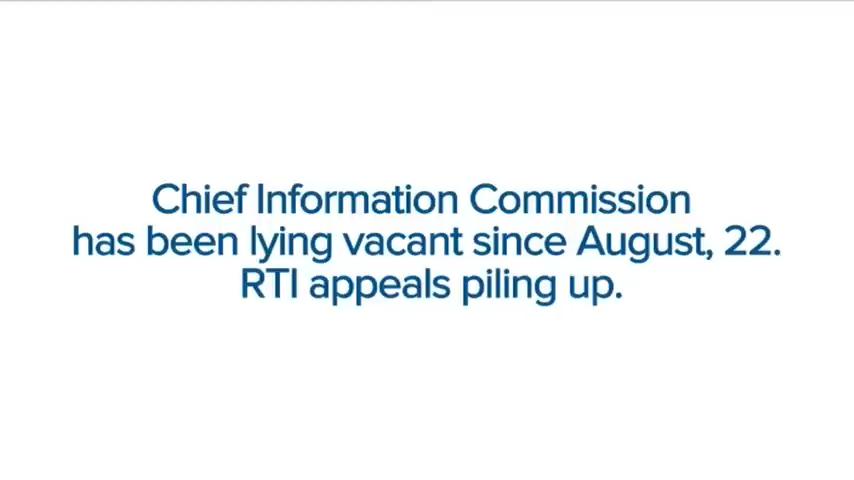 Chief Information Commission
has been lying vacant since August, 22.
RTI appeals piling up.